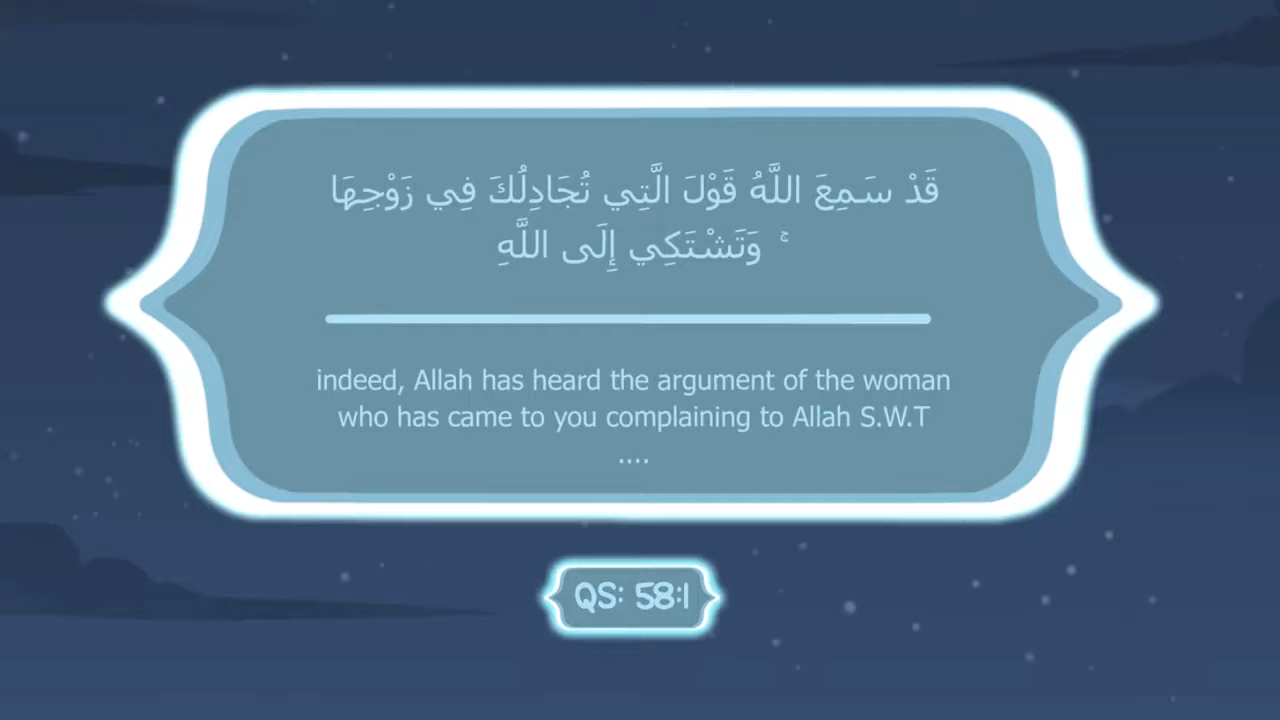 قَدْ سَمِعَ اللَّهُ قَوْلَ الَّتِي تُجَادِلُكَ فِي زَوْجِهَا
ۚ وَتَشْتَكِي إِلَى اللَّهِ
indeed, Allah has heard the argument of the woman
who has came to you complaining to Allah S.W.T
....
QS: 58:1